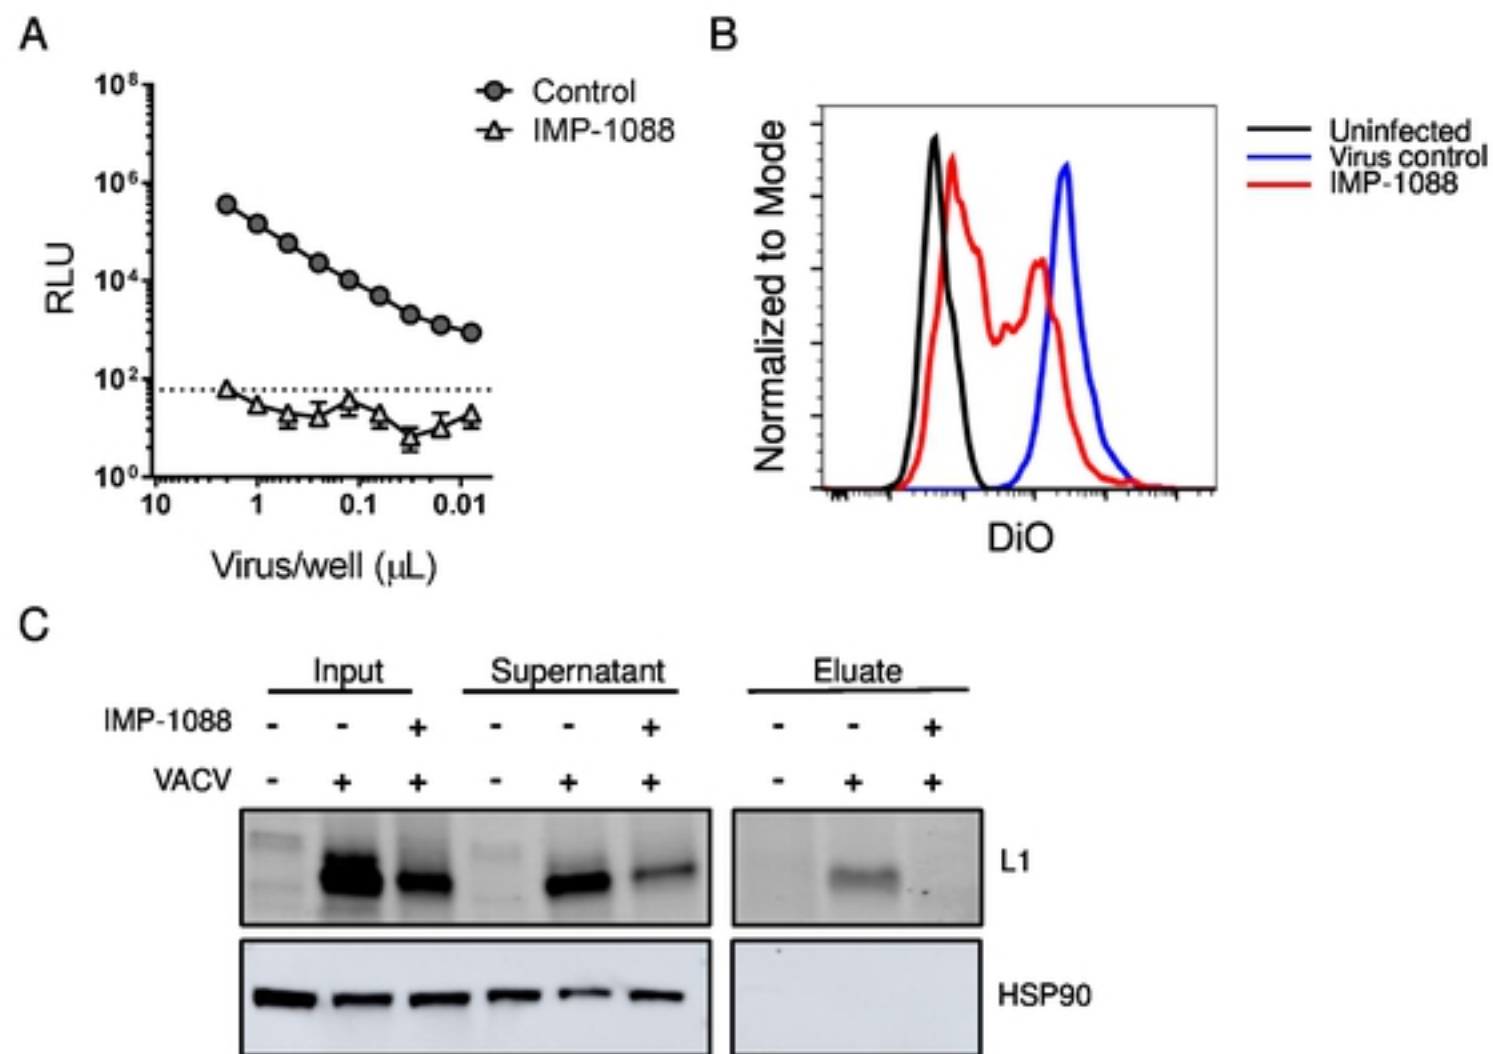 A
10⁸
10⁶
10⁴
10²
10⁰
RLU
10 1 0.1 0.01
Virus/well (μL)
Control
IMP-1088
B
Normalized to Mode
DiO
Uninfected
Virus control
IMP-1088
C
Input Supernatant Eluate
IMP-1088 - - + - - + - - +
VACV - + + - + + - + +
L1
HSP90